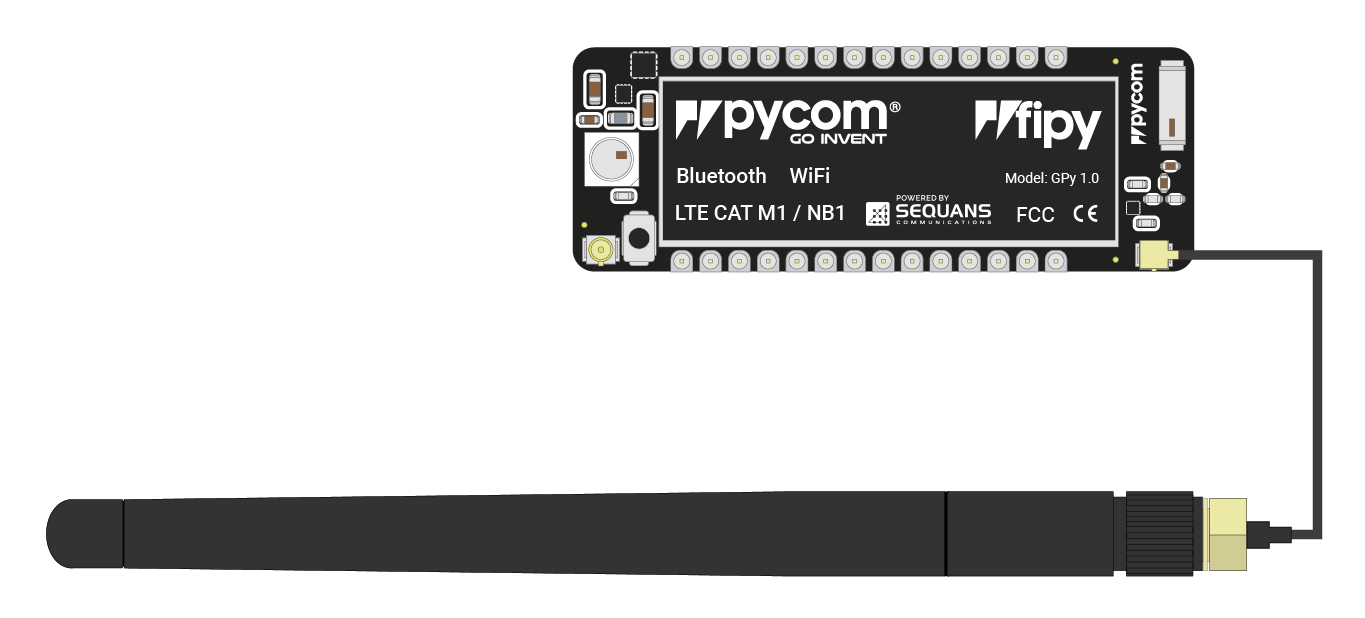 pycom®
GO INVENT
fipy
pycom
Bluetooth WiFi
Model: GPy 1.0
LTE CAT M1 / NB1
POWERED BY
SEQUANS
COMMUNICATIONS
FCC CE